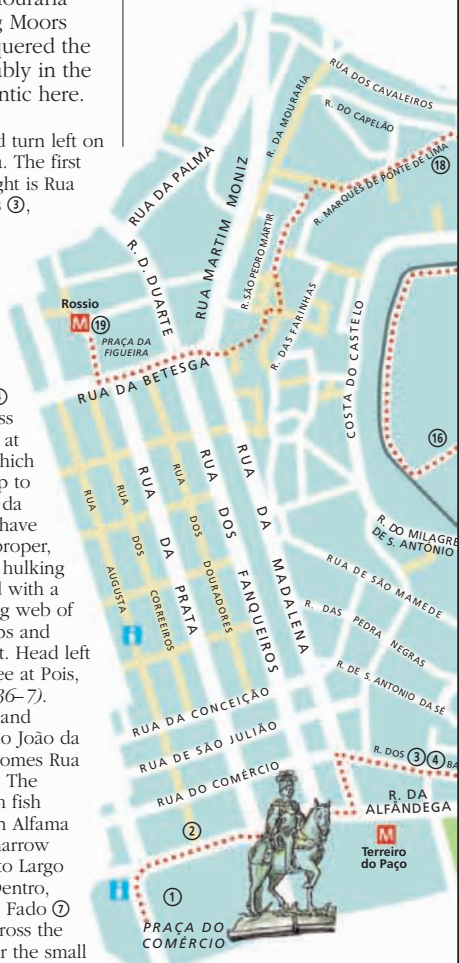 ouraria
g Moors
quered the
ably in the
ntic here.
d turn left on
a. The first
ght is Rua
s ③,
ss
at
hich
p to
da
have
proper,
hulking
d with a
g web of
bs and
t. Head left
ee at Pois,
36–7).
and
o João da
omes Rua
The
n fish
n Alfama
narrow
to Largo
Dentro,
Fado ⑦
ross the
r the small
RUA DOS CAVALEIROS
R. DO CAPELÃO
R. DA MOURARIA
R. MARQUÊS DE PONTE DE LIMA
⑱
RUA DA PALMA
RUA MARTIM MONIZ
R. SÃO PEDRO MÁRTIR
R. D. DUARTE
R. DAS FARINHAS
COSTA DO CASTELO
Rossio
M ⑲
PRAÇA DA
FIGUEIRA
RUA DA BETESGA
⑯
RUA AUGUSTA
RUA DOS CORREEIROS
RUA DA PRATA
RUA DOS DOURADORES
RUA DOS FANQUEIROS
RUA DA MADALENA
R. DO MILAGRE
DE S. ANTÓNIO
RUA DE SÃO MAMEDE
R. DAS PEDRA NEGRAS
R. DE S. ANTONIO DA SÉ
RUA DA CONCEIÇÃO
RUA DE SÃO JULIÃO
RUA DO COMÉRCIO
R. DOS ③ ④ BA
R. DA
ALFÂNDEGA
M
Terreiro
do Paço
②
①
PRAÇA DO
COMÉRCIO